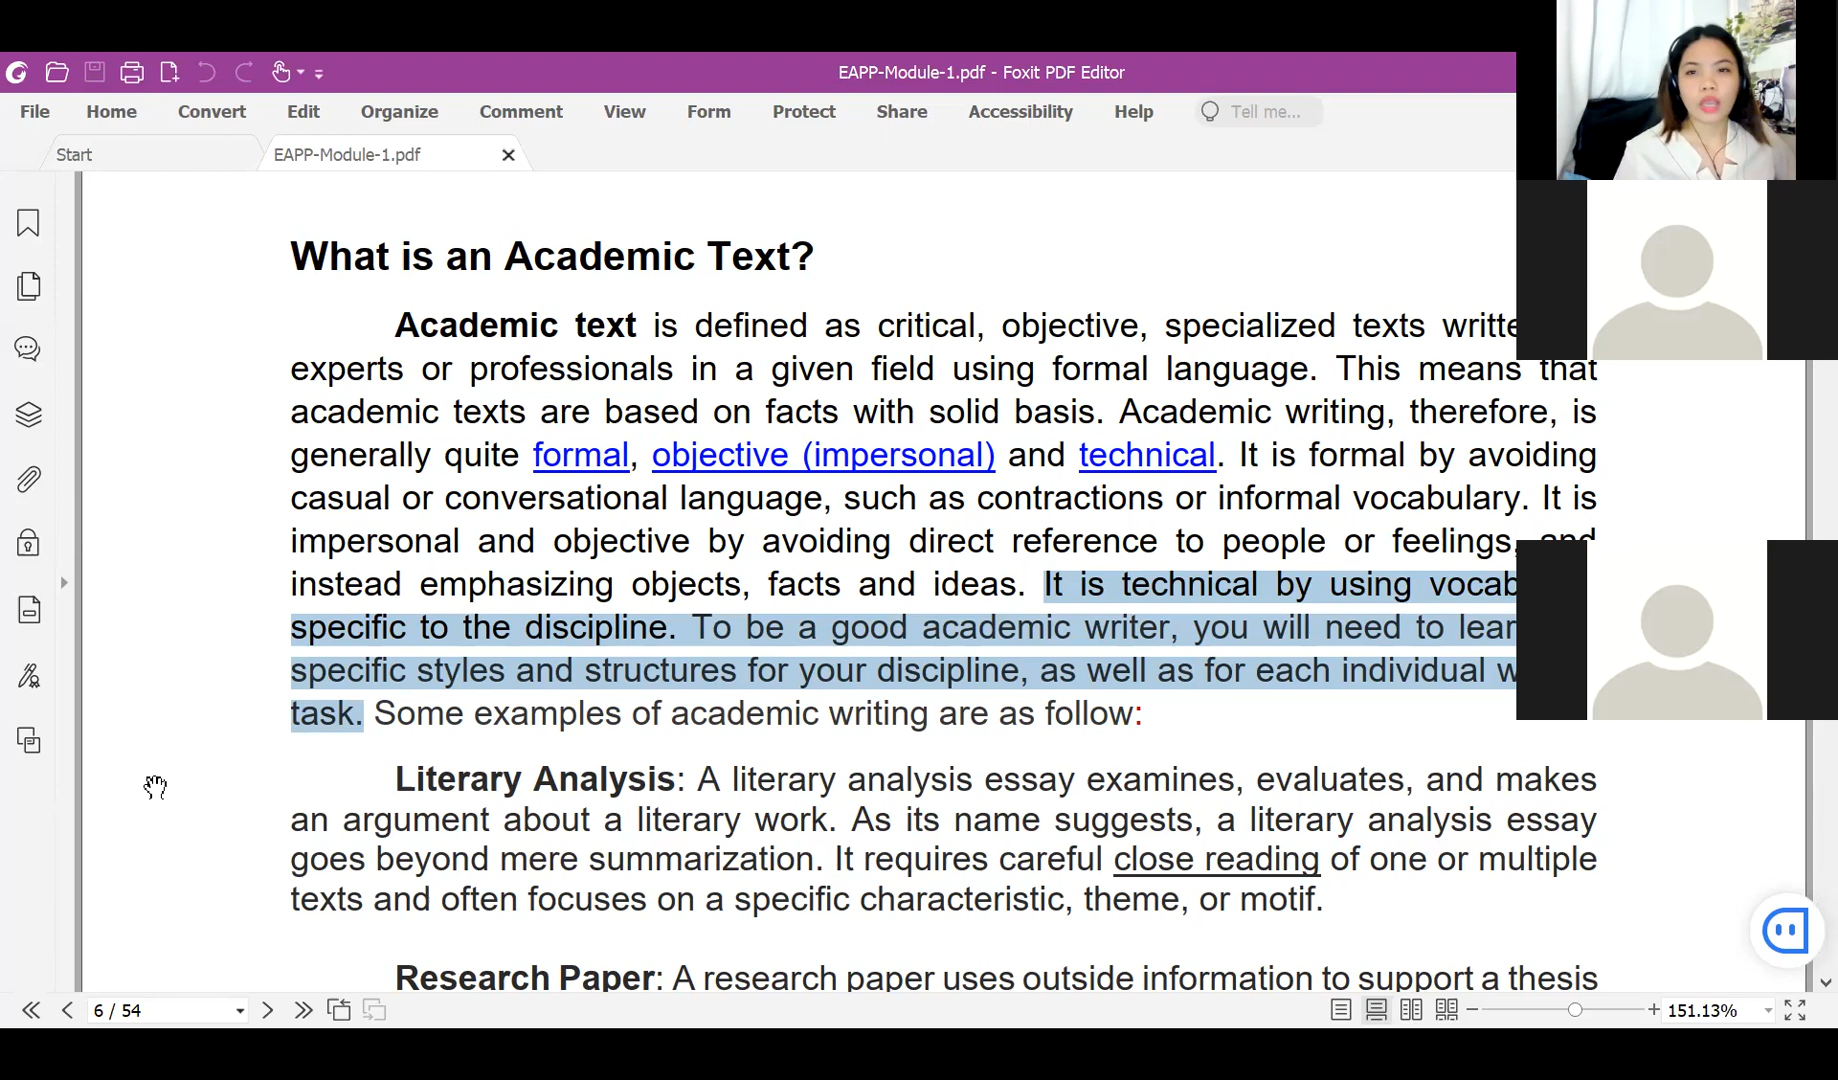 EAPP-Module-1.pdf - Foxit PDF Editor
File Home Convert Edit Organize Comment View Form Protect Share Accessibility Help Tell me...
Start EAPP-Module-1.pdf
What is an Academic Text?
Academic text is defined as critical, objective, specialized texts
experts or professionals in a given field using formal language. This means that
academic texts are based on facts with solid basis. Academic writing, therefore, is
generally quite formal, objective (impersonal) and technical. It is formal by avoiding
casual or conversational language, such as contractions or informal vocabulary. It is
impersonal and objective by avoiding direct reference to people or feelings, and
instead emphasizing objects, facts and ideas. It is technical by using
specific to the discipline. To be a good academic writer, you will need to
specific styles and structures for your discipline, as well as for each individual
task. Some examples of academic writing are as follow:
Literary Analysis: A literary analysis essay examines, evaluates, and makes
an argument about a literary work. As its name suggests, a literary analysis essay
goes beyond mere summarization. It requires careful close reading of one or multiple
texts and often focuses on a specific characteristic, theme, or motif.
Research Paper: A research paper uses outside information to support a thesis
6 / 54
151.13%